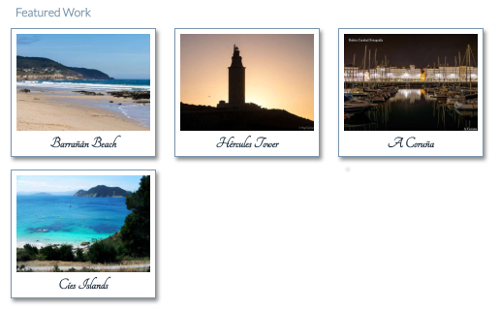 Featured Work
Barrañán Beach
Hércules Tower
A Coruña
Cíes Islands